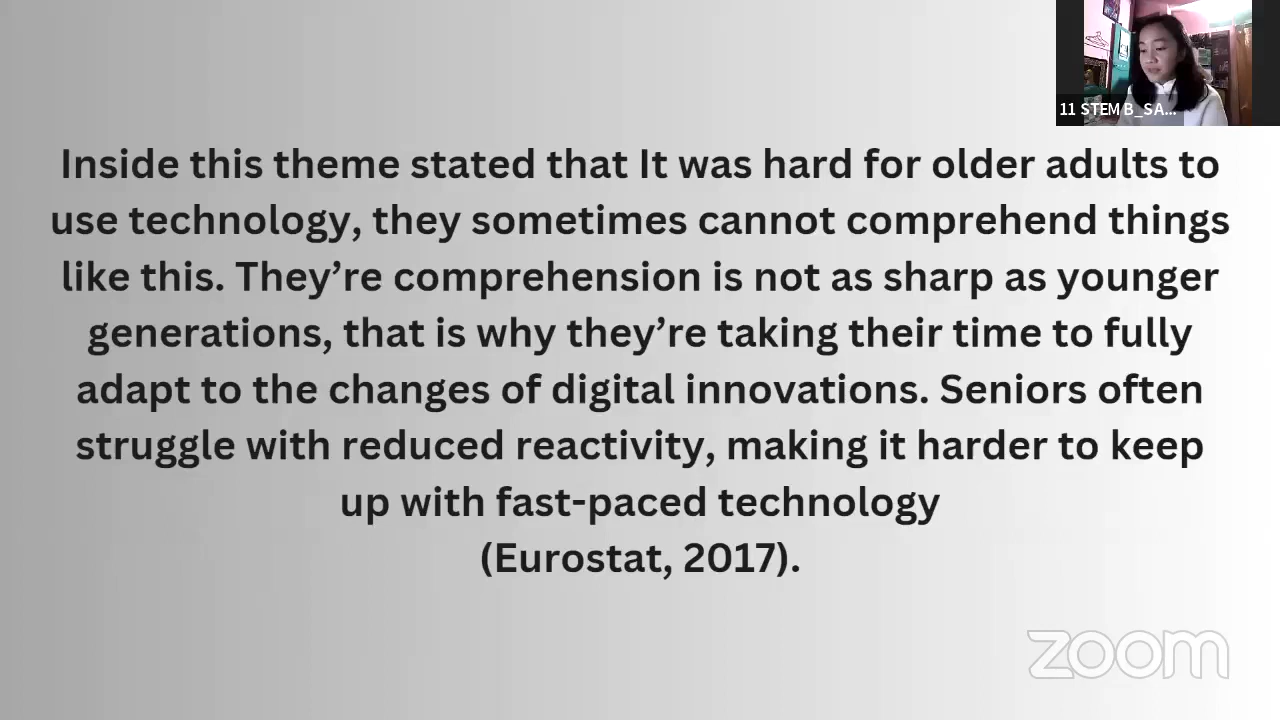 11 STEM B_SA...
Inside this theme stated that It was hard for older adults to
use technology, they sometimes cannot comprehend things
like this. They’re comprehension is not as sharp as younger
generations, that is why they’re taking their time to fully
adapt to the changes of digital innovations. Seniors often
struggle with reduced reactivity, making it harder to keep
up with fast-paced technology
(Eurostat, 2017).
zoom